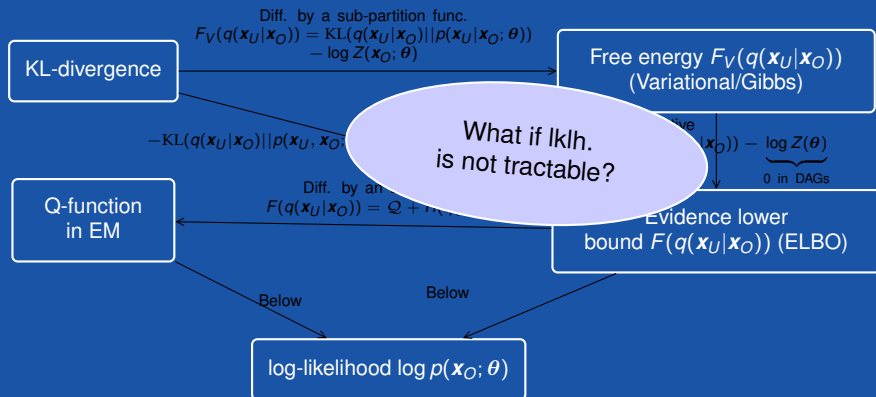 Diff. by a sub-partition func.
F_V(q(x_U|x_O)) = KL(q(x_U|x_O)||p(x_U|x_O; θ))
− log Z(x_O; θ)
KL-divergence
Free energy F_V(q(x_U|x_O))
(Variational/Gibbs)
What if lklh.
is not tractable?
−KL(q(x_U|x_O)||p(x_U, x_O;
x_O)) − log Z(θ)
0 in DAGs
Diff. by an
F(q(x_U|x_O)) = Q +
Q-function
in EM
Evidence lower
bound F(q(x_U|x_O)) (ELBO)
Below
Below
log-likelihood log p(x_O; θ)